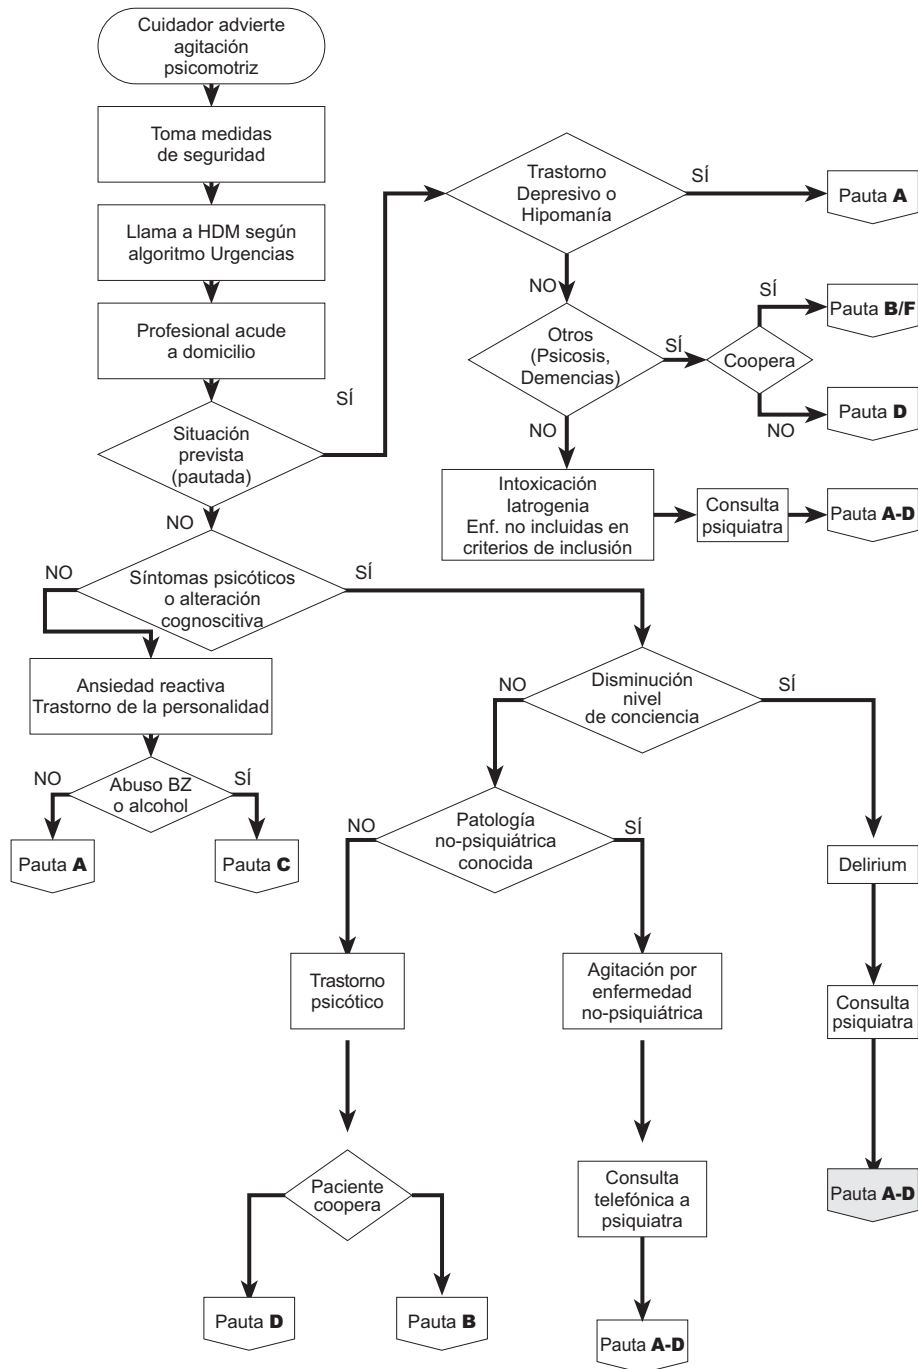 Cuidador advierte
agitación
psicomotriz
Toma medidas
de seguridad
Llama a HDM según
algoritmo Urgencias
Profesional acude
a domicilio
SÍ
Situación
prevista
(pautada)
NO
Trastorno
Depresivo o
Hipomanía
SÍ
Pauta A
NO
Otros
(Psicosis,
Demencias)
SÍ
Coopera
SÍ
Pauta B/F
NO
Pauta D
NO
Intoxicación
Iatrogenia
Enf. no incluidas en
criterios de inclusión
Consulta
psiquiatra
Pauta A-D
NO
Síntomas psicóticos
o alteración
cognoscitiva
SÍ
Ansiedad reactiva
Trastorno de la personalidad
NO
Abuso BZ
o alcohol
SÍ
Pauta A
Pauta C
NO
Disminución
nivel
de conciencia
SÍ
NO
Patología
no-psiquiátrica
conocida
SÍ
Delirium
Trastorno
psicótico
Agitación por
enfermedad
no-psiquiátrica
Consulta
psiquiatra
Paciente
coopera
Consulta
telefónica a
psiquiatra
Pauta A-D
Pauta D
Pauta B
Pauta A-D